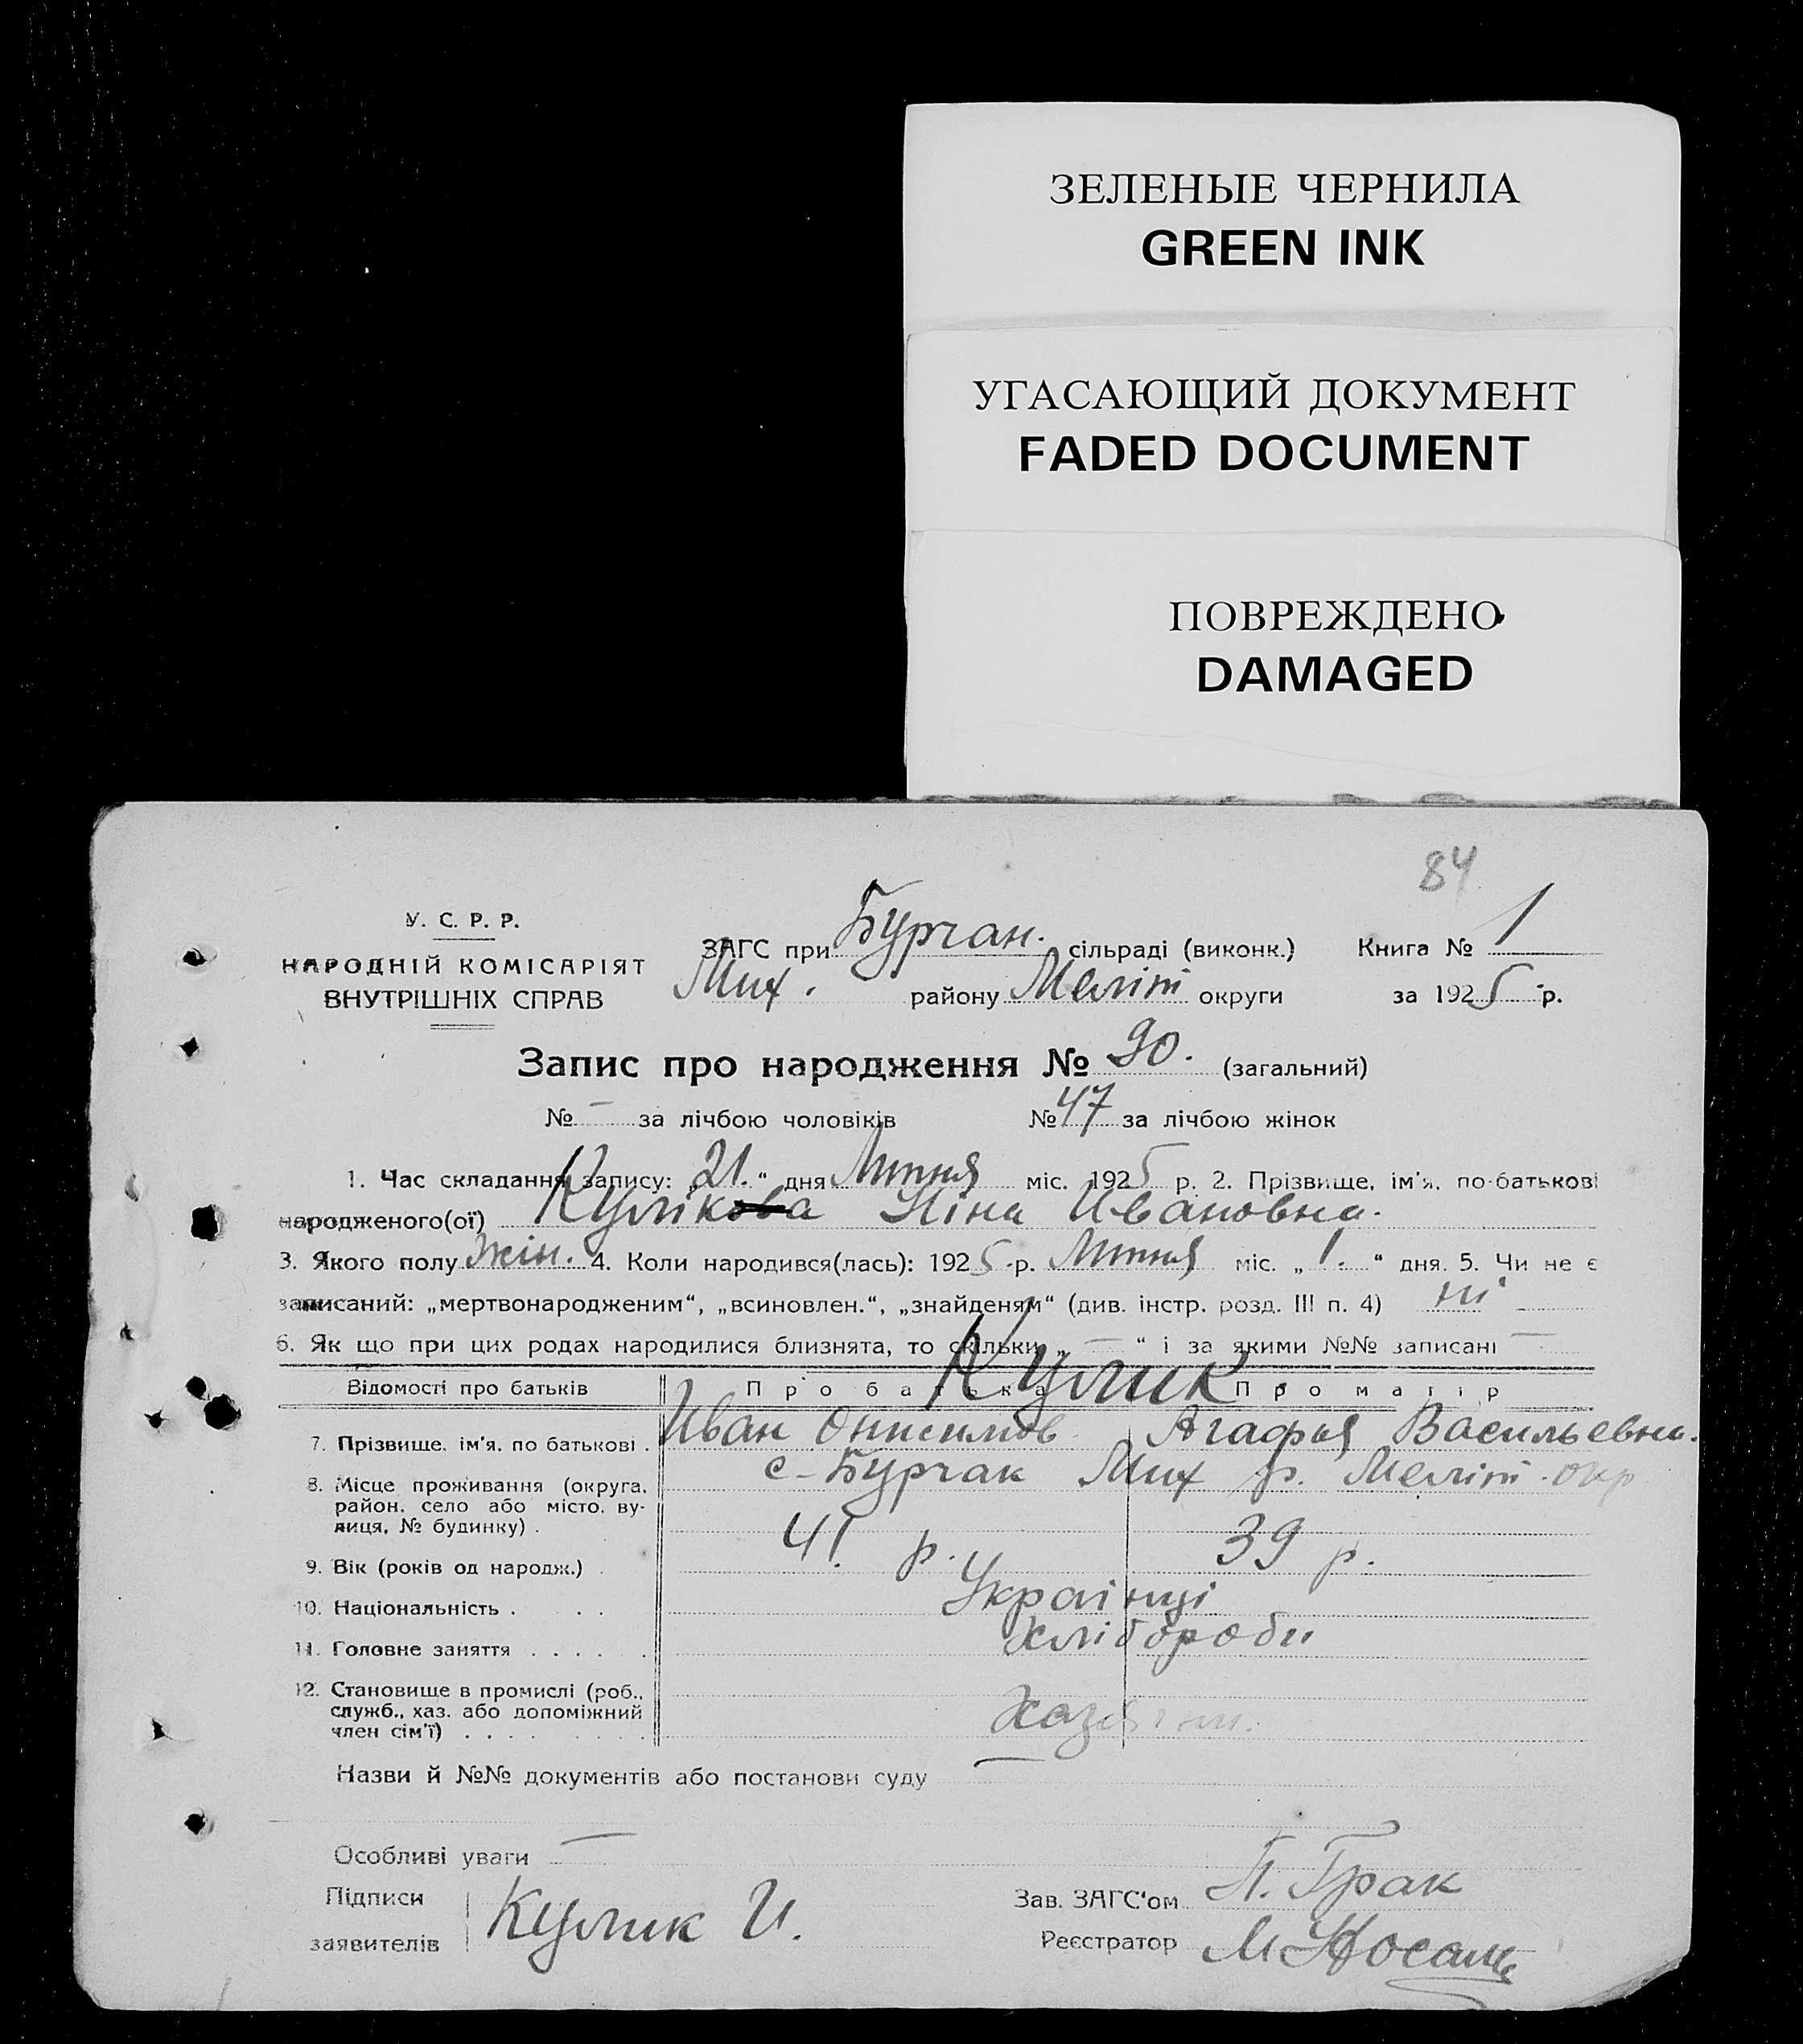 ЗЕЛЕНЫЕ ЧЕРНИЛА
GREEN INK
УГАСАЮЩИЙ ДОКУМЕНТ
FADED DOCUMENT
ПОВРЕЖДЕНО
DAMAGED
84
У. С. Р. Р.
НАРОДНІЙ КОМІСАРІЯТ
ВНУТРІШНІХ СПРАВ
ЗАГС при Бурчан. сільраді (виконк.) Книга № 1
Мих. району Меліт округи за 1925 р.
Запис про народження № 90. (загальний)
№ — за лічбою чоловіків № 47 за лічбою жінок
1. Час складання запису: „21.“ дня Липня міс. 1925 р. 2. Прізвище, ім'я, по-батькові
народженого(ої) Кулікова Ніна Ивановна.
3. Якого полу жін. 4. Коли народився(лась): 1925 р. Липня міс. „1.“ дня. 5. Чи не є
записаний: „мертвонародженим“, „всиновлен.“, „знайденям“ (див. інстр. розд. III п. 4) ні
6. Як що при цих родах народилися близнята, то скільки „—“ і за якими №№ записані —
Відомості про батьків Про батька Про матір
Кулик
7. Прізвище, ім'я, по батькові . Иван Онисимов Агафья Васильевна.
8. Місце проживання (округа, с-Бурчак Мих р. Меліт. окр
район, село або місто, ву-
лиця, № будинку) .
9. Вік (років од народж.) . 41 р. 39 р.
10. Національність . . . Українці
11. Головне заняття . . . . . . Хлібороби
12. Становище в промислі (роб.,
служб., хаз. або допоміжний
член сім'ї) . . . .
Назви й №№ документів або постанови суду —
Особливі уваги —
Підписи
заявителів Кулик И.
Зав. ЗАГС'ом П. Грак
Реєстратор М Носаль